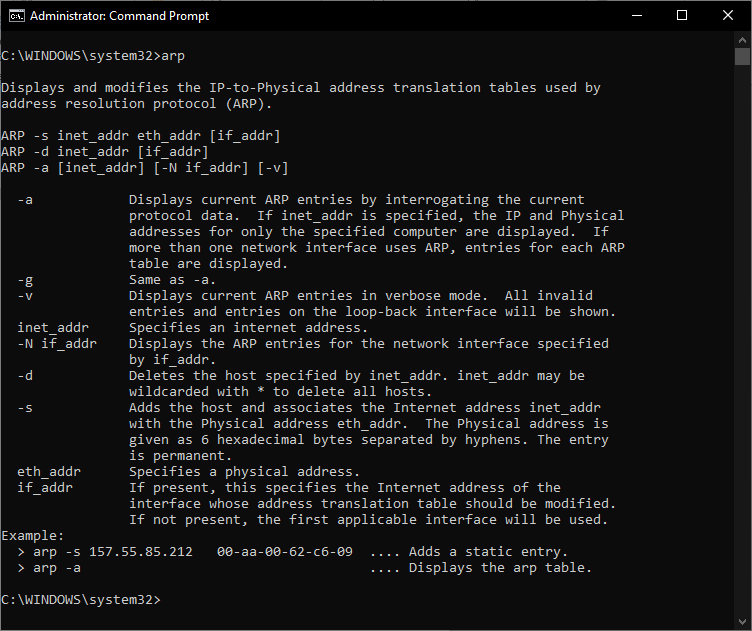 Administrator: Command Prompt
C:\WINDOWS\system32>arp
Displays and modifies the IP-to-Physical address translation tables used by
address resolution protocol (ARP).
ARP -s inet_addr eth_addr [if_addr]
ARP -d inet_addr [if_addr]
ARP -a [inet_addr] [-N if_addr] [-v]
  -a            Displays current ARP entries by interrogating the current
                protocol data.  If inet_addr is specified, the IP and Physical
                addresses for only the specified computer are displayed.  If
                more than one network interface uses ARP, entries for each ARP
                table are displayed.
  -g            Same as -a.
  -v            Displays current ARP entries in verbose mode.  All invalid
                entries and entries on the loop-back interface will be shown.
  inet_addr     Specifies an internet address.
  -N if_addr    Displays the ARP entries for the network interface specified
                by if_addr.
  -d            Deletes the host specified by inet_addr. inet_addr may be
                wildcarded with * to delete all hosts.
  -s            Adds the host and associates the Internet address inet_addr
                with the Physical address eth_addr.  The Physical address is
                given as 6 hexadecimal bytes separated by hyphens. The entry
                is permanent.
  eth_addr      Specifies a physical address.
  if_addr       If present, this specifies the Internet address of the
                interface whose address translation table should be modified.
                If not present, the first applicable interface will be used.
Example:
  > arp -s 157.55.85.212   00-aa-00-62-c6-09  .... Adds a static entry.
  > arp -a                                    .... Displays the arp table.
C:\WINDOWS\system32>